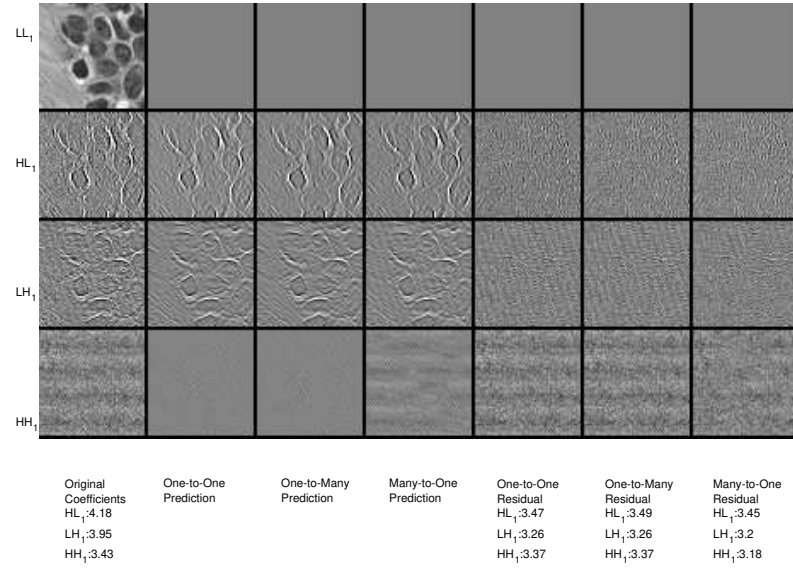 LL1
HL1
LH1
HH1
Original Coefficients
HL1:4.18
LH1:3.95
HH1:3.43
One-to-One Prediction
One-to-Many Prediction
Many-to-One Prediction
One-to-One Residual
HL1:3.47
LH1:3.26
HH1:3.37
One-to-Many Residual
HL1:3.49
LH1:3.26
HH1:3.37
Many-to-One Residual
HL1:3.45
LH1:3.2
HH1:3.18